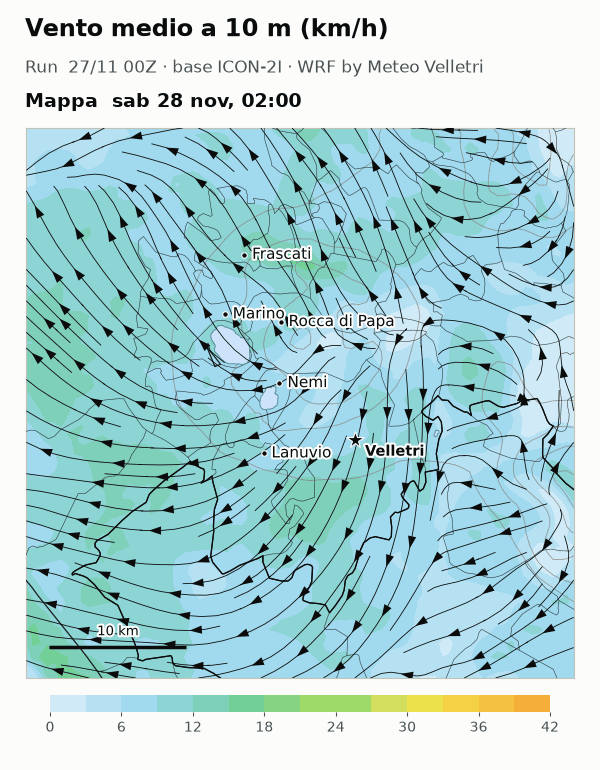 Vento medio a 10 m (km/h)
Run  27/11 00Z · base ICON-2I · WRF by Meteo Velletri
Mappa  sab 28 nov, 02:00
Frascati
Marino
Rocca di Papa
Nemi
Velletri
Lanuvio
10 km
0 6 12 18 24 30 36 42